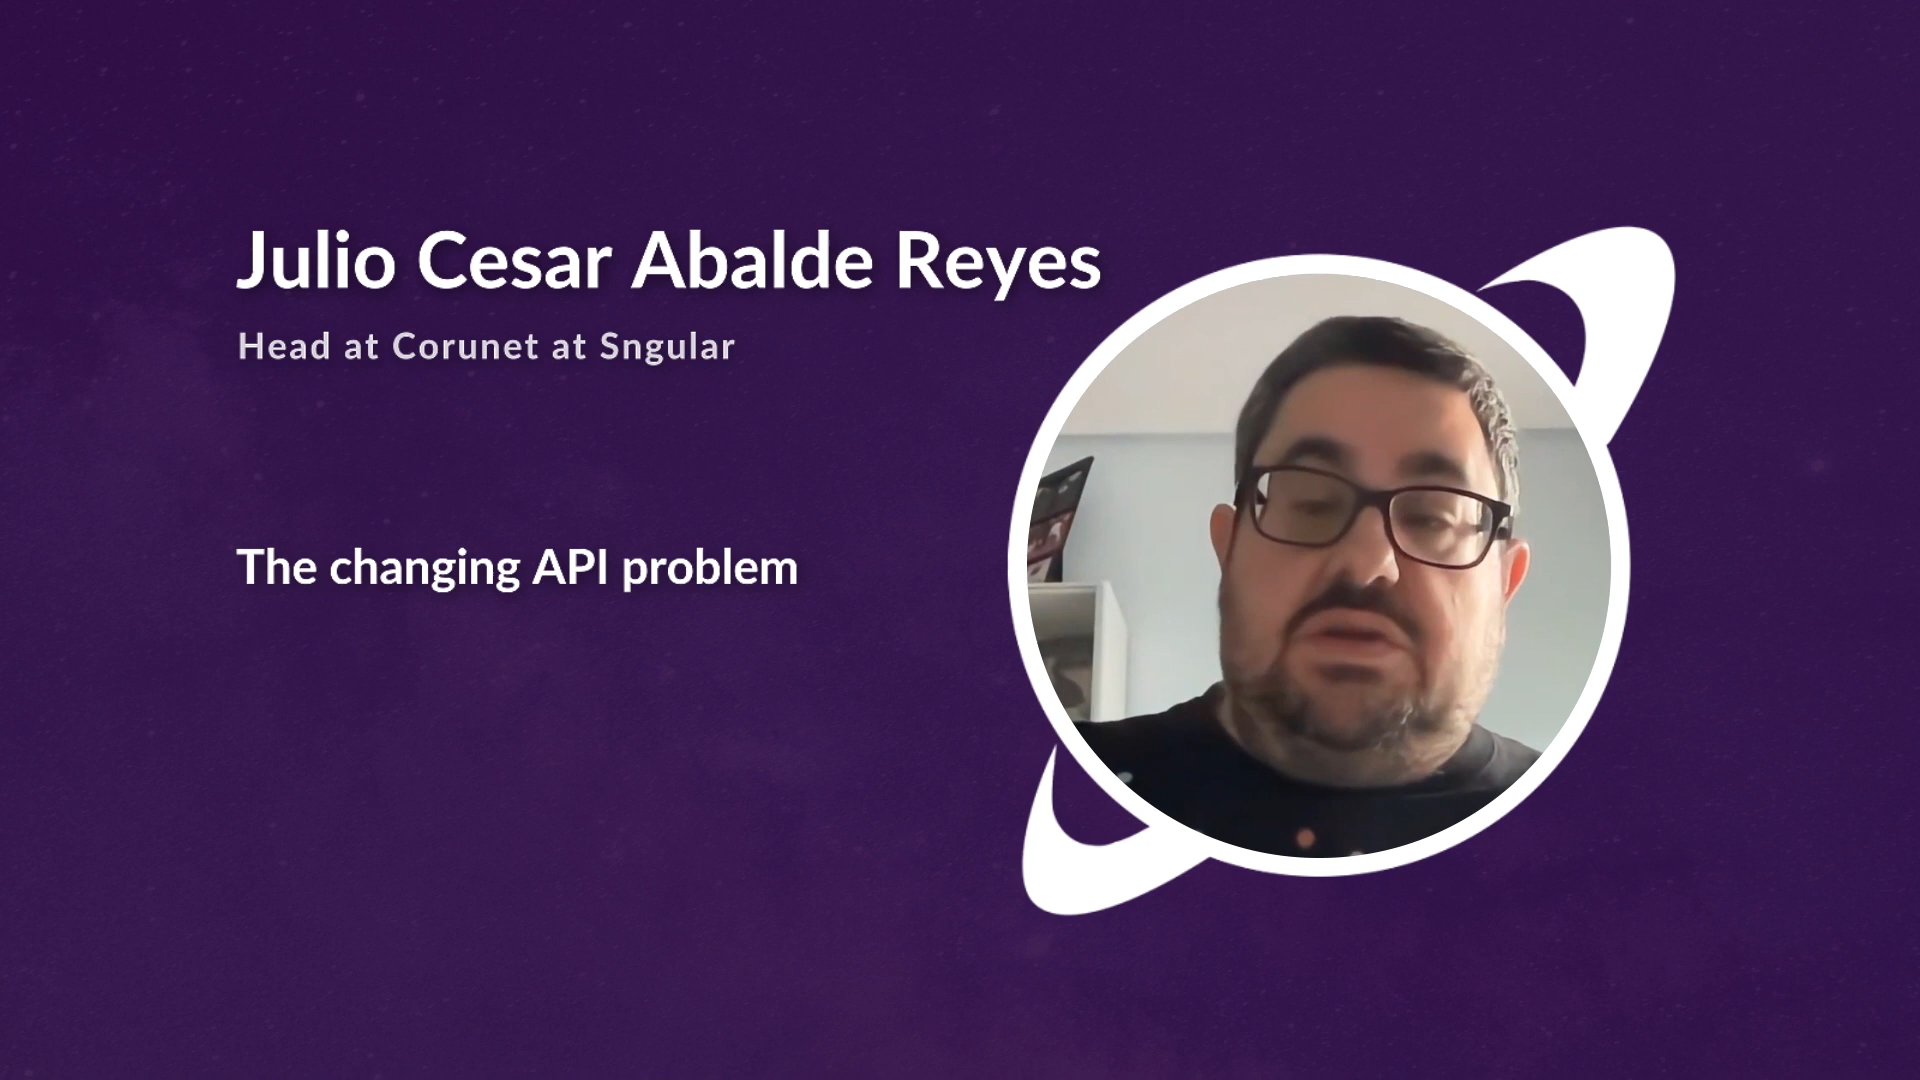 Julio Cesar Abalde Reyes
Head at Corunet at Sngular
The changing API problem